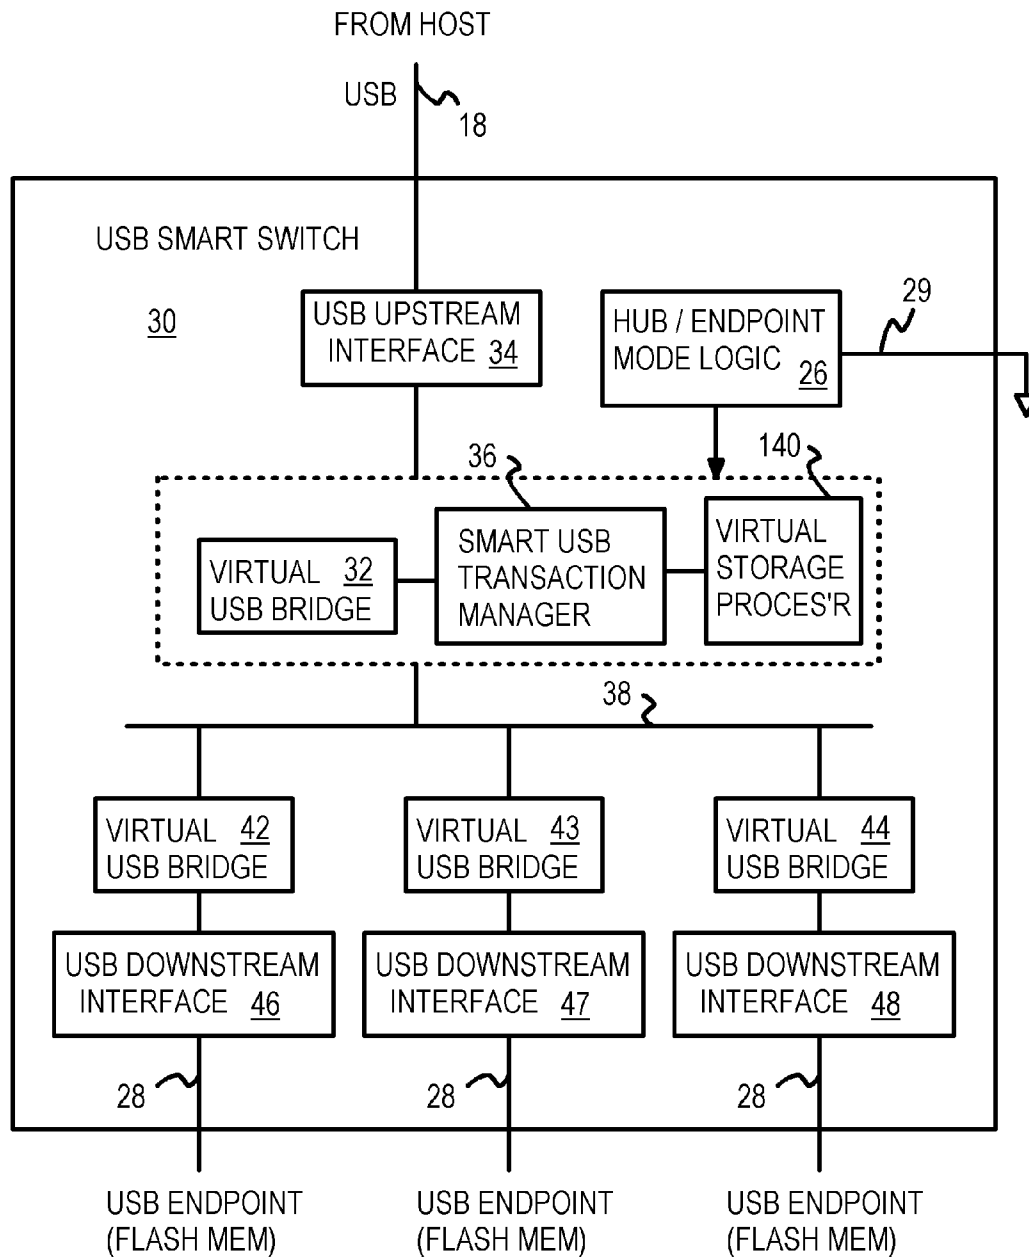 FROM HOST
USB
18
USB SMART SWITCH
30
USB UPSTREAM
INTERFACE 34
HUB / ENDPOINT
MODE LOGIC 26
29
36
140
VIRTUAL 32
USB BRIDGE
SMART USB
TRANSACTION
MANAGER
VIRTUAL
STORAGE
PROCES'R
38
VIRTUAL 42
USB BRIDGE
VIRTUAL 43
USB BRIDGE
VIRTUAL 44
USB BRIDGE
USB DOWNSTREAM
INTERFACE 46
USB DOWNSTREAM
INTERFACE 47
USB DOWNSTREAM
INTERFACE 48
28
28
28
USB ENDPOINT
(FLASH MEM)
USB ENDPOINT
(FLASH MEM)
USB ENDPOINT
(FLASH MEM)